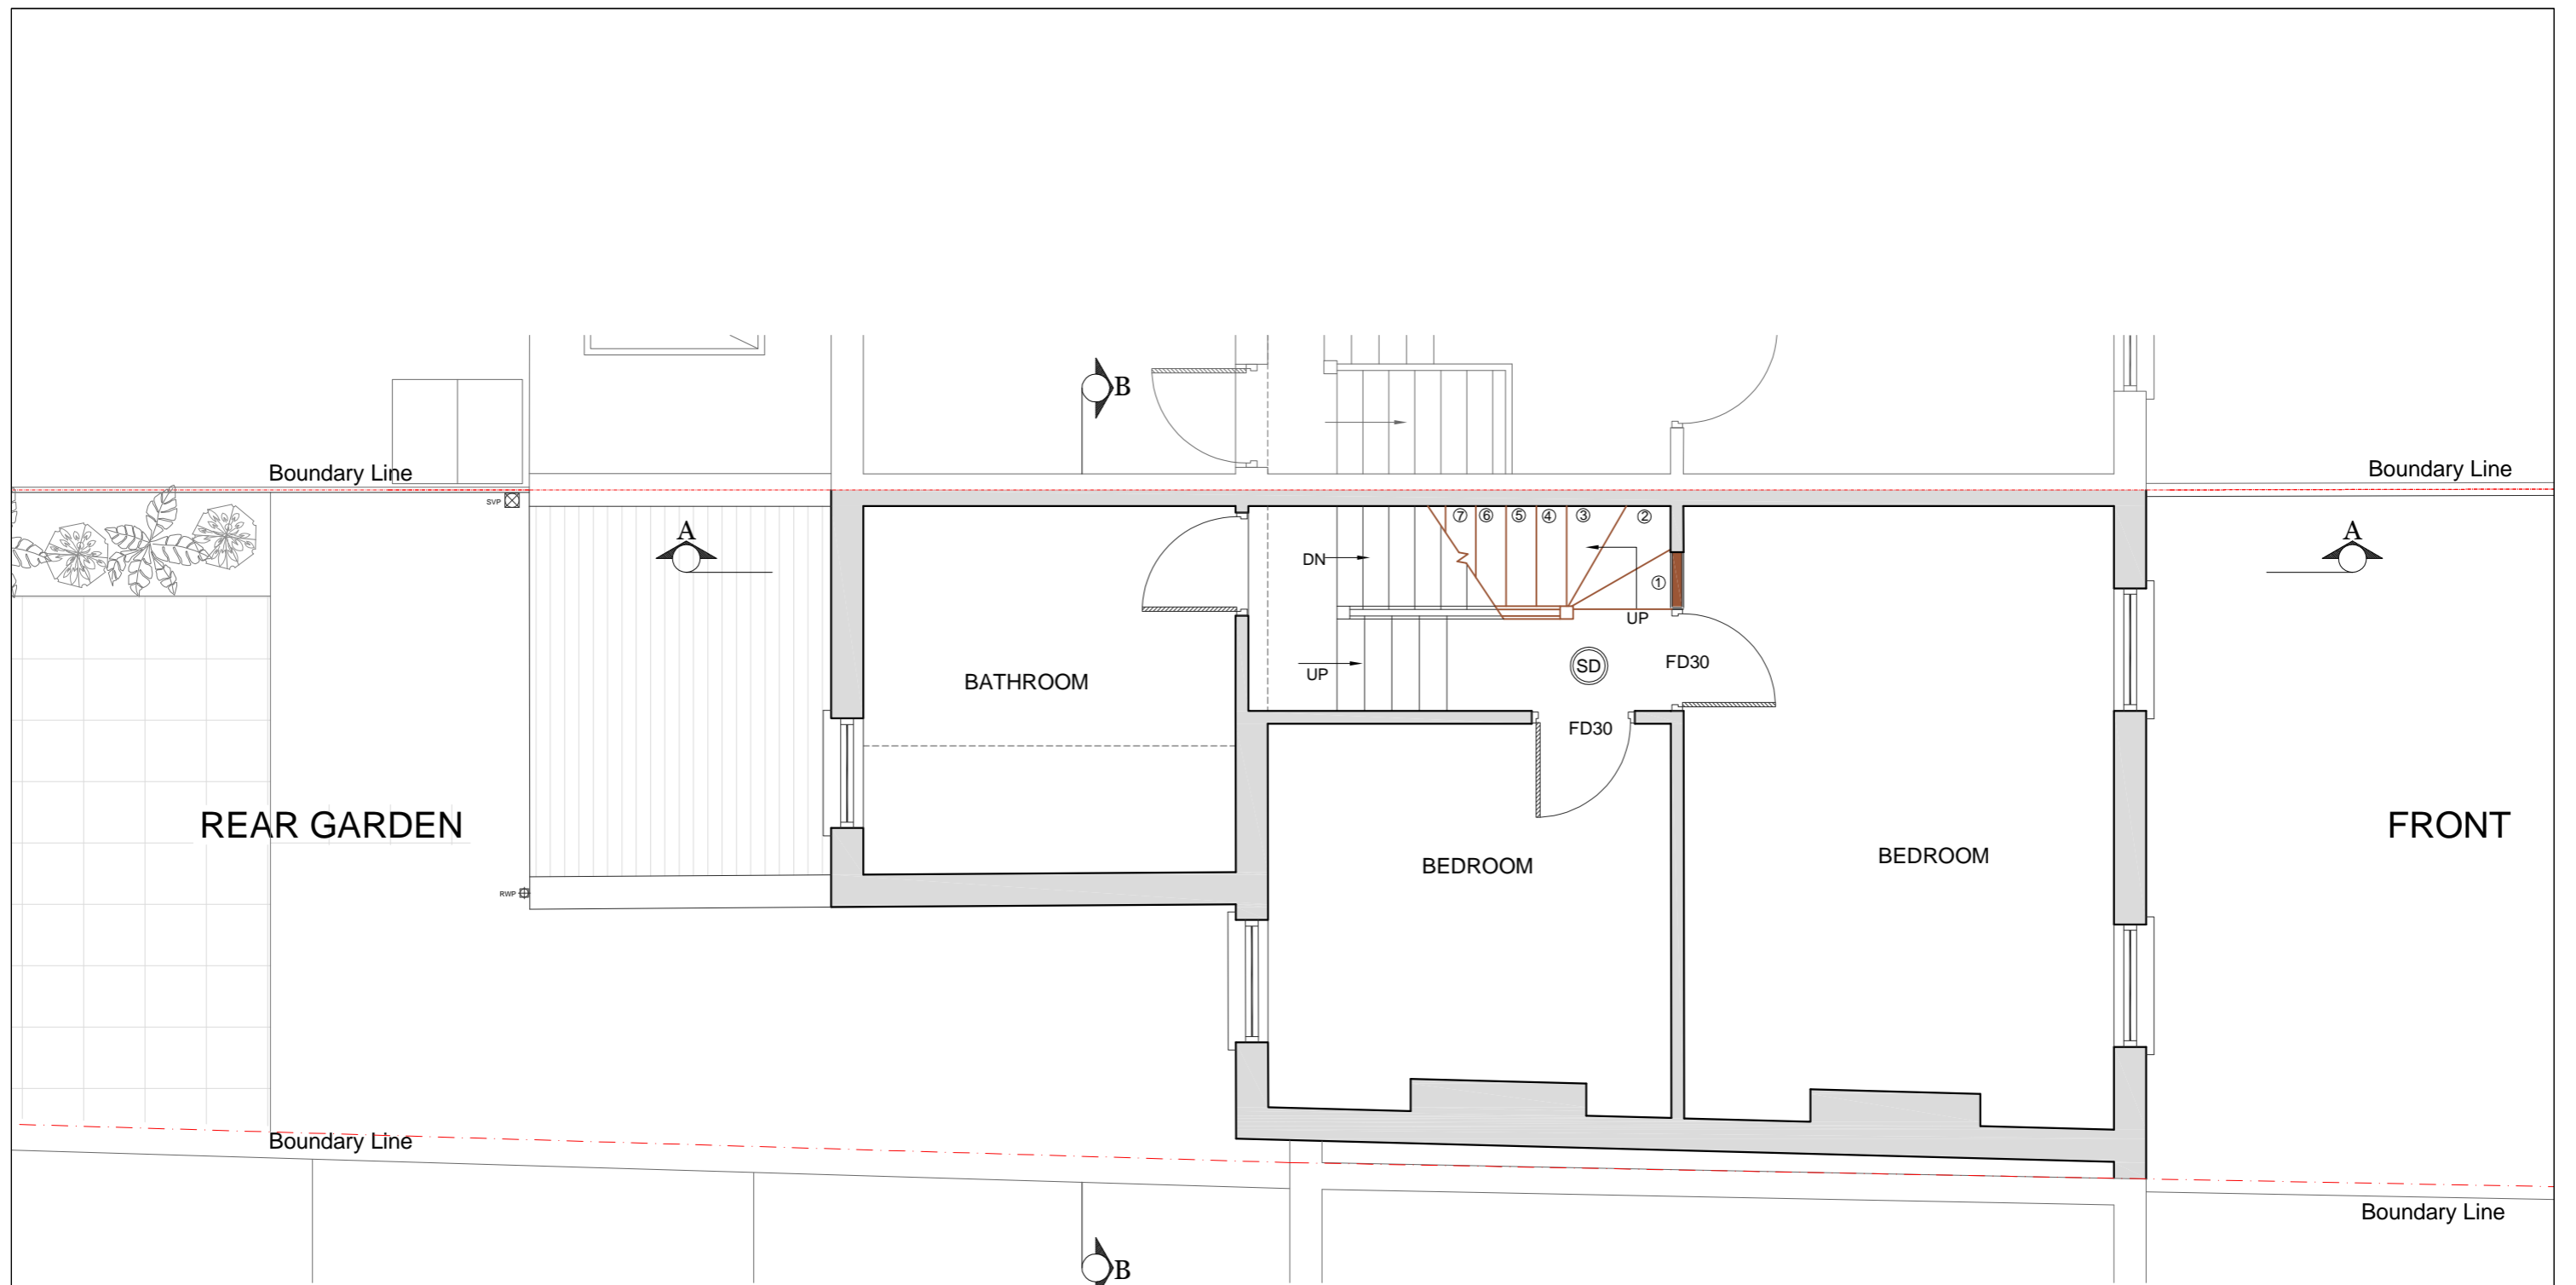 B
Boundary Line
Boundary Line
SVP
⑦ ⑥ ⑤ ④ ③ ②
A
A
DN
①
UP
SD
FD30
UP
BATHROOM
FD30
REAR GARDEN
FRONT
BEDROOM
BEDROOM
RWP
Boundary Line
Boundary Line
B